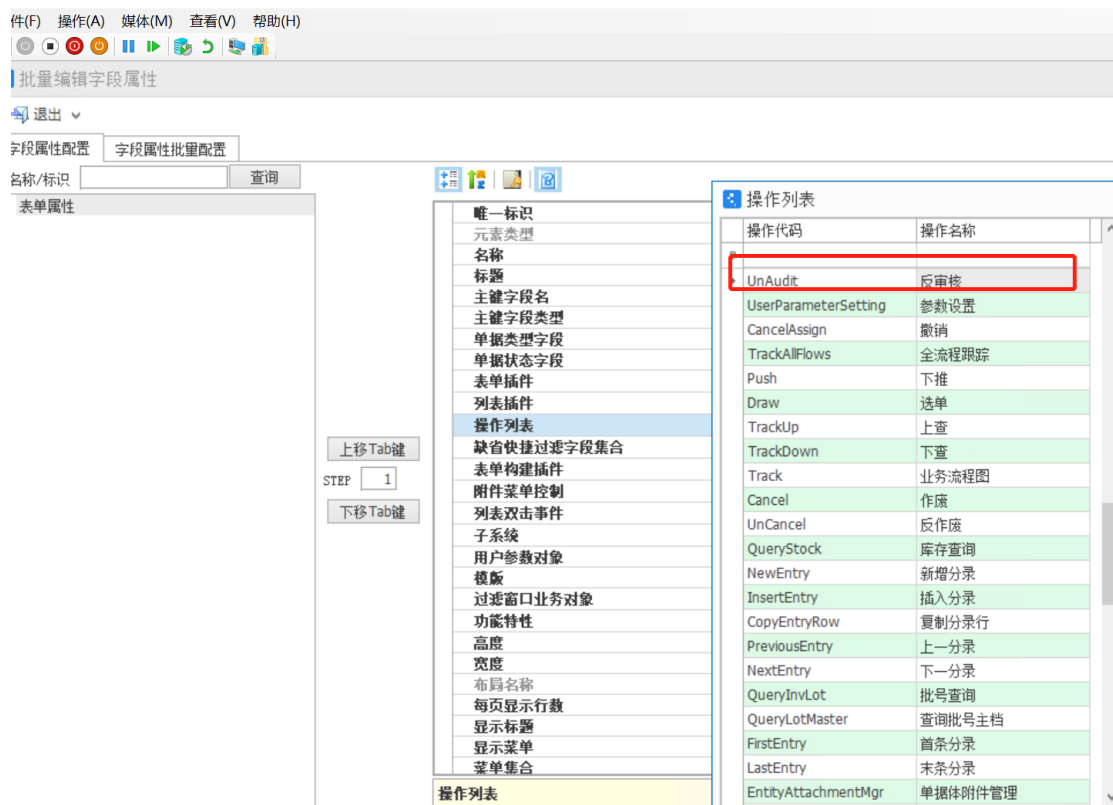 件(F) 操作(A) 媒体(M) 查看(V) 帮助(H)
批量编辑字段属性
退出
字段属性配置 字段属性批量配置
名称/标识 查询
表单属性
上移Tab键
STEP 1
下移Tab键
唯一标识
元素类型
名称
标题
主键字段名
主键字段类型
单据类型字段
单据状态字段
表单插件
列表插件
操作列表
缺省快捷过滤字段集合
表单构建插件
附件菜单控制
列表双击事件
子系统
用户参数对象
模版
过滤窗口业务对象
功能特性
高度
宽度
布局名称
每页显示行数
显示标题
显示菜单
菜单集合
操作列表
操作列表
操作代码 操作名称
UnAudit 反审核
UserParameterSetting 参数设置
CancelAssign 撤销
TrackAllFlows 全流程跟踪
Push 下推
Draw 选单
TrackUp 上查
TrackDown 下查
Track 业务流程图
Cancel 作废
UnCancel 反作废
QueryStock 库存查询
NewEntry 新增分录
InsertEntry 插入分录
CopyEntryRow 复制分录行
PreviousEntry 上一分录
NextEntry 下一分录
QueryInvLot 批号查询
QueryLotMaster 查询批号主档
FirstEntry 首条分录
LastEntry 末条分录
EntityAttachmentMgr 单据体附件管理